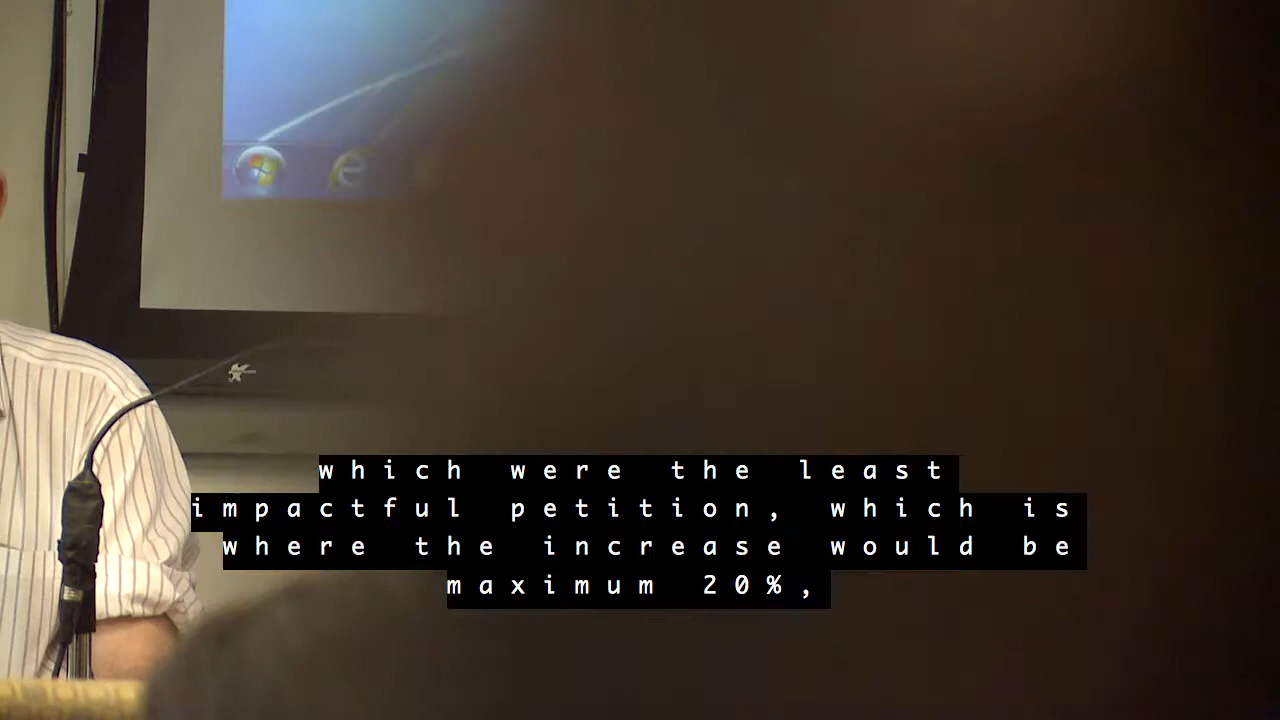 which were the least
impactful petition, which is
where the increase would be
maximum 20%,